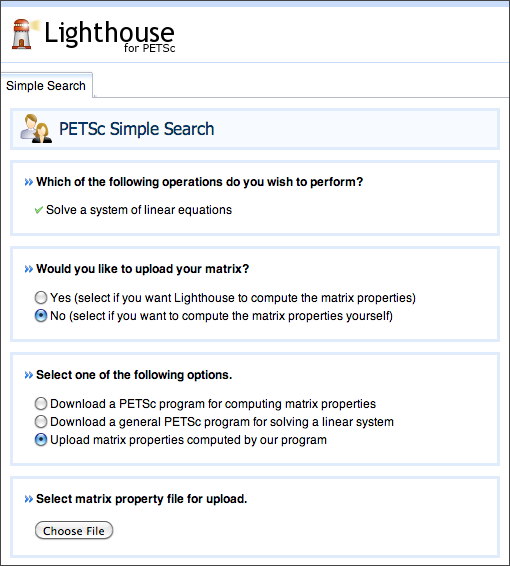 Lighthouse
for PETSc
Simple Search
PETSc Simple Search
Which of the following operations do you wish to perform?
Solve a system of linear equations
Would you like to upload your matrix?
Yes (select if you want Lighthouse to compute the matrix properties)
No (select if you want to compute the matrix properties yourself)
Select one of the following options.
Download a PETSc program for computing matrix properties
Download a general PETSc program for solving a linear system
Upload matrix properties computed by our program
Select matrix property file for upload.
Choose File